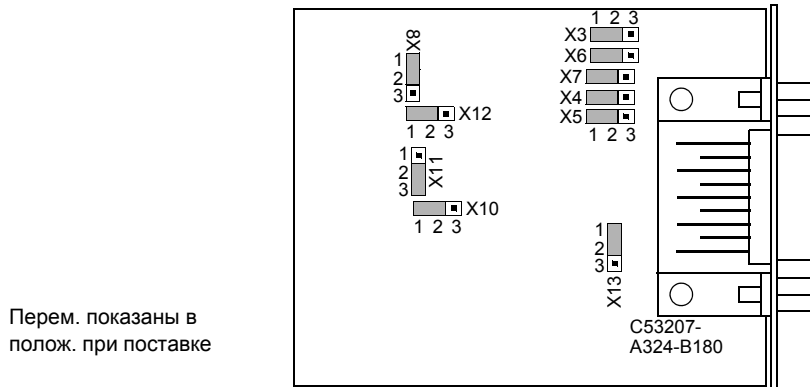 1 2 3
X3
X6
X7
X4
X5
1 2 3
X8
1
2
3
X12
1 2 3
1
2
3
X11
X10
1 2 3
1
2
3
X13
C53207-
A324-B180
Перем. показаны в
полож. при поставке